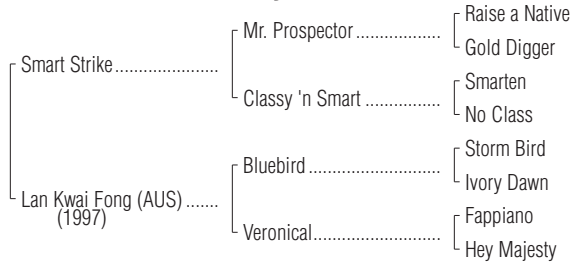 Raise a Native
Mr. Prospector..................
Gold Digger
Smart Strike......................
Smarten
Classy 'n Smart ................
No Class
Storm Bird
Bluebird ............................
Ivory Dawn
Lan Kwai Fong (AUS) .......
(1997)
Fappiano
Veronical...........................
Hey Majesty